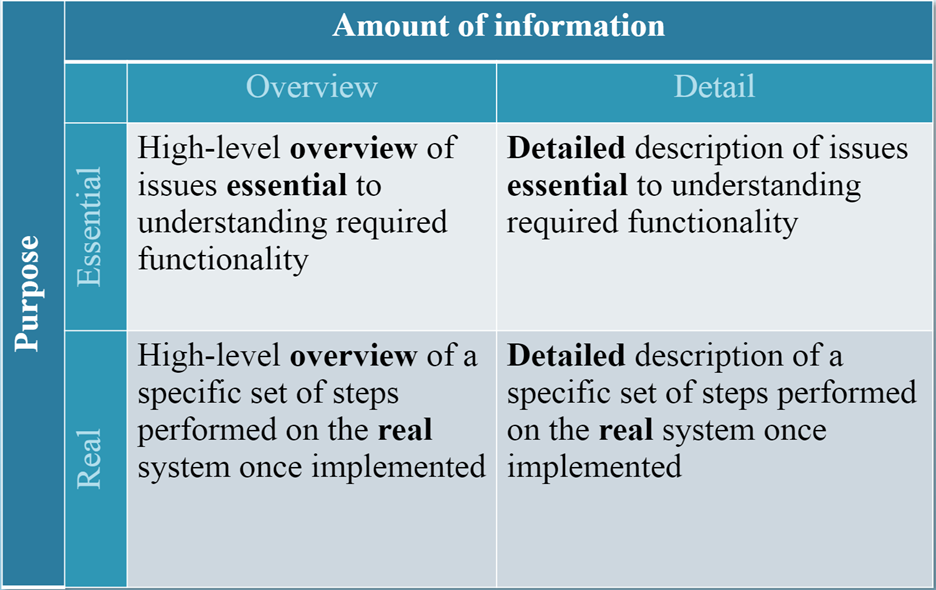 Amount of information
Purpose
Overview
Detail
Essential
High-level overview of
issues essential to
understanding required
functionality
Detailed description of issues
essential to understanding
required functionality
Real
High-level overview of a
specific set of steps
performed on the real
system once implemented
Detailed description of a
specific set of steps performed
on the real system once
implemented